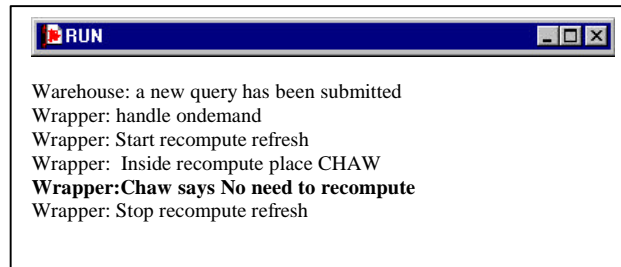 RUN
Warehouse: a new query has been submitted
Wrapper: handle ondemand
Wrapper: Start recompute refresh
Wrapper:  Inside recompute place CHAW
Wrapper:Chaw says No need to recompute
Wrapper: Stop recompute refresh